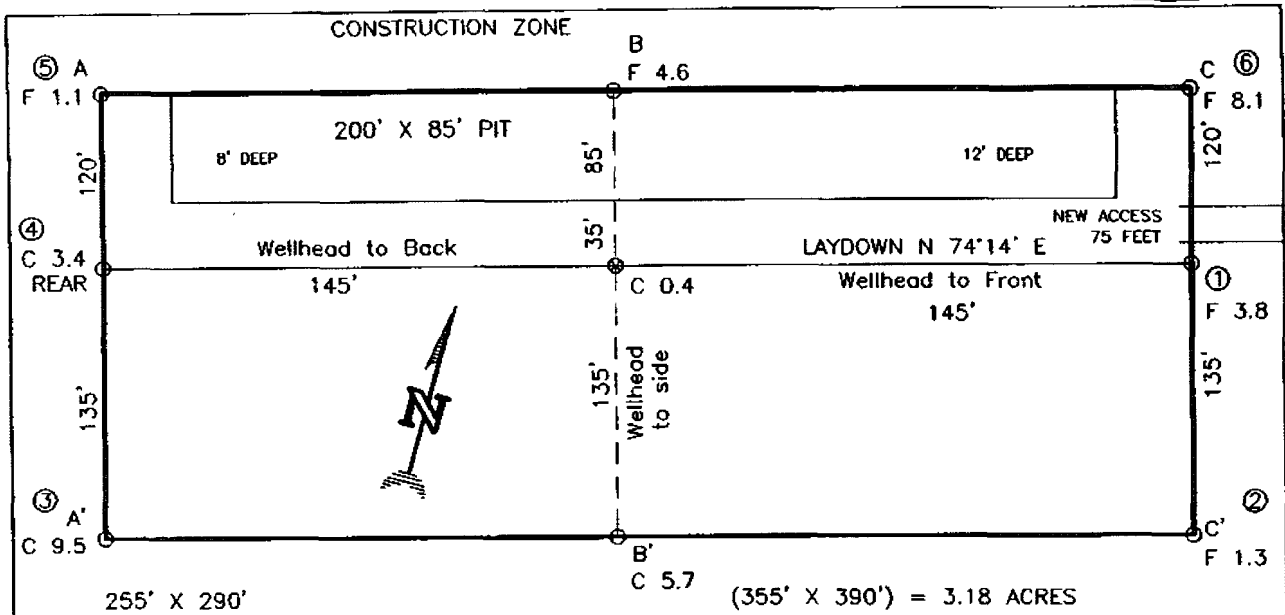 CONSTRUCTION ZONE
⑤ A
F 1.1
B
F 4.6
C ⑥
F 8.1
200' X 85' PIT
8' DEEP
12' DEEP
120'
85'
120'
NEW ACCESS
75 FEET
④
C 3.4
REAR
Wellhead to Back
145'
35'
C 0.4
LAYDOWN N 74°14' E
Wellhead to Front
145'
①
F 3.8
135'
N
135'
Wellhead
to side
135'
③
A'
C 9.5
B'
C 5.7
②
C'
F 1.3
255' X 290'
(355' X 390') = 3.18 ACRES